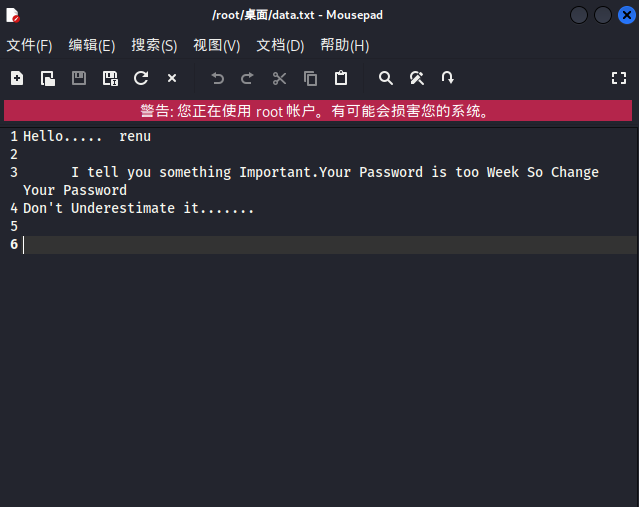 /root/桌面/data.txt - Mousepad
文件(F) 编辑(E) 搜索(S) 视图(V) 文档(D) 帮助(H)
警告: 您正在使用 root 帐户。有可能会损害您的系统。
1 Hello..... renu
2
3 I tell you something Important.Your Password is too Week So Change
Your Password
4 Don't Underestimate it.......
5
6